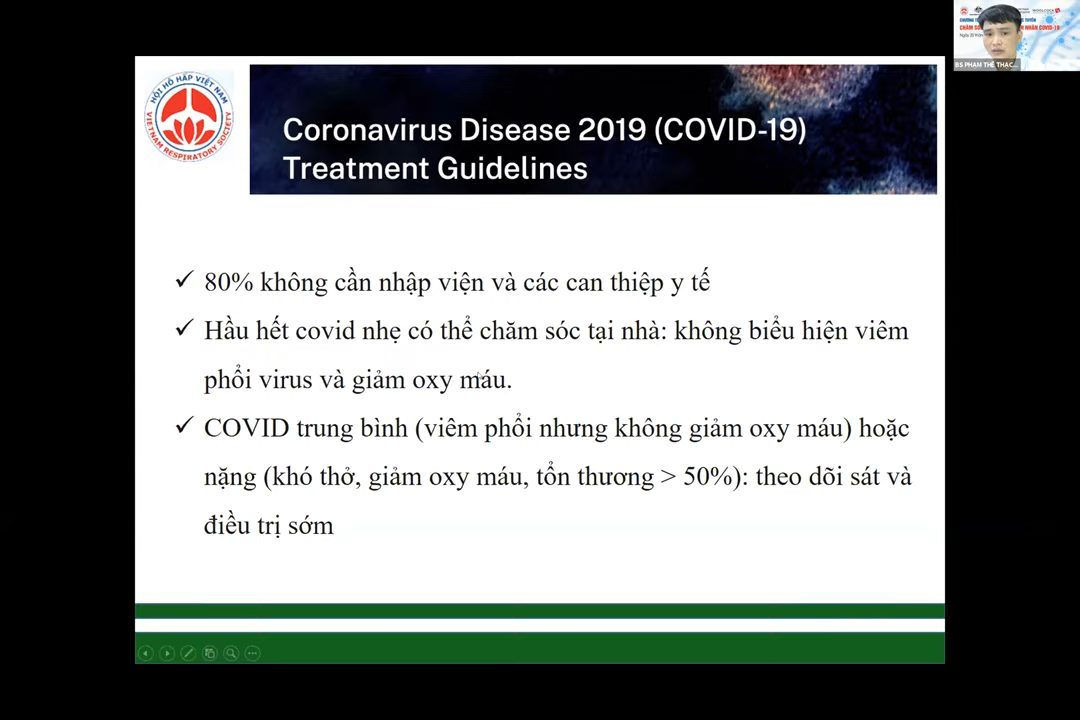 HỘI HÔ HẤP VIỆT NAM
VIETNAM RESPIRATORY SOCIETY
Coronavirus Disease 2019 (COVID-19)
Treatment Guidelines
✓ 80% không cần nhập viện và các can thiệp y tế
✓ Hầu hết covid nhẹ có thể chăm sóc tại nhà: không biểu hiện viêm
phổi virus và giảm oxy máu.
✓ COVID trung bình (viêm phổi nhưng không giảm oxy máu) hoặc
nặng (khó thở, giảm oxy máu, tổn thương > 50%): theo dõi sát và
điều trị sớm
BS PHẠM THẾ THẠC...